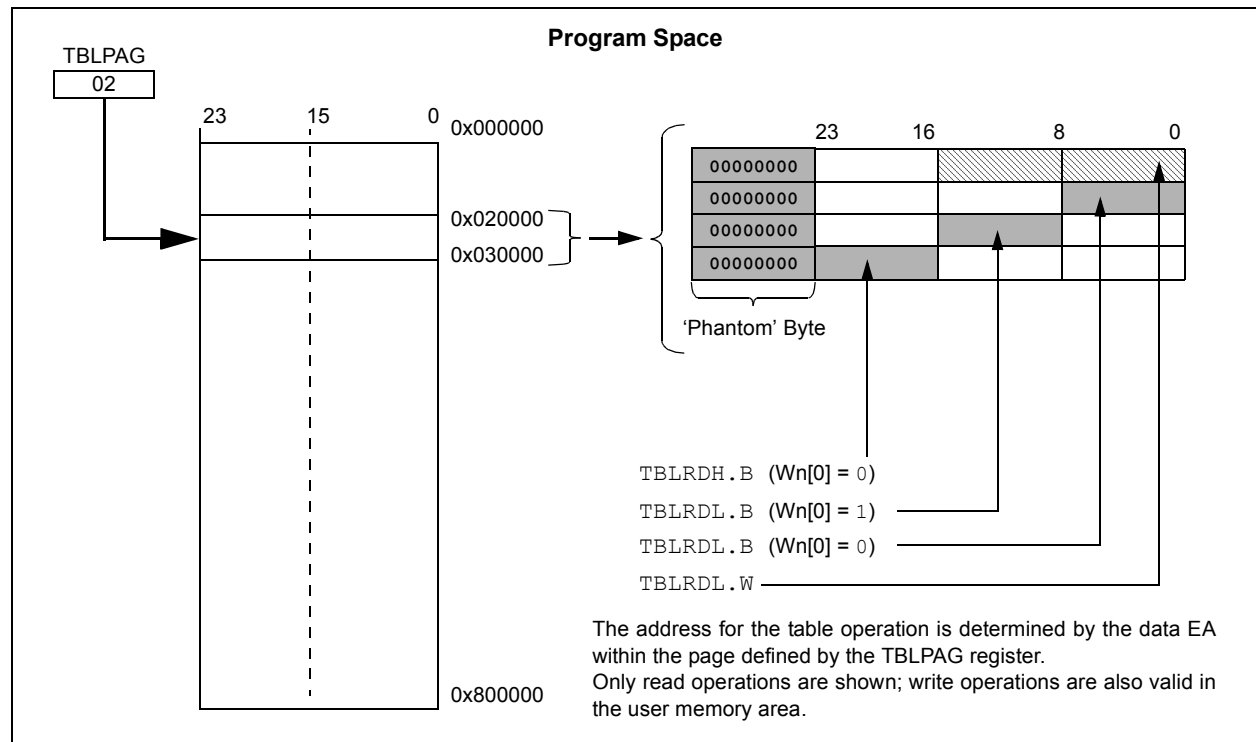 Program Space
TBLPAG
02
23 15 0
0x000000
0x020000
0x030000
0x800000
23 16 8 0
00000000
00000000
00000000
00000000
‘Phantom’ Byte
TBLRDH.B (Wn[0] = 0)
TBLRDL.B (Wn[0] = 1)
TBLRDL.B (Wn[0] = 0)
TBLRDL.W
The address for the table operation is determined by the data EA
within the page defined by the TBLPAG register.
Only read operations are shown; write operations are also valid in
the user memory area.